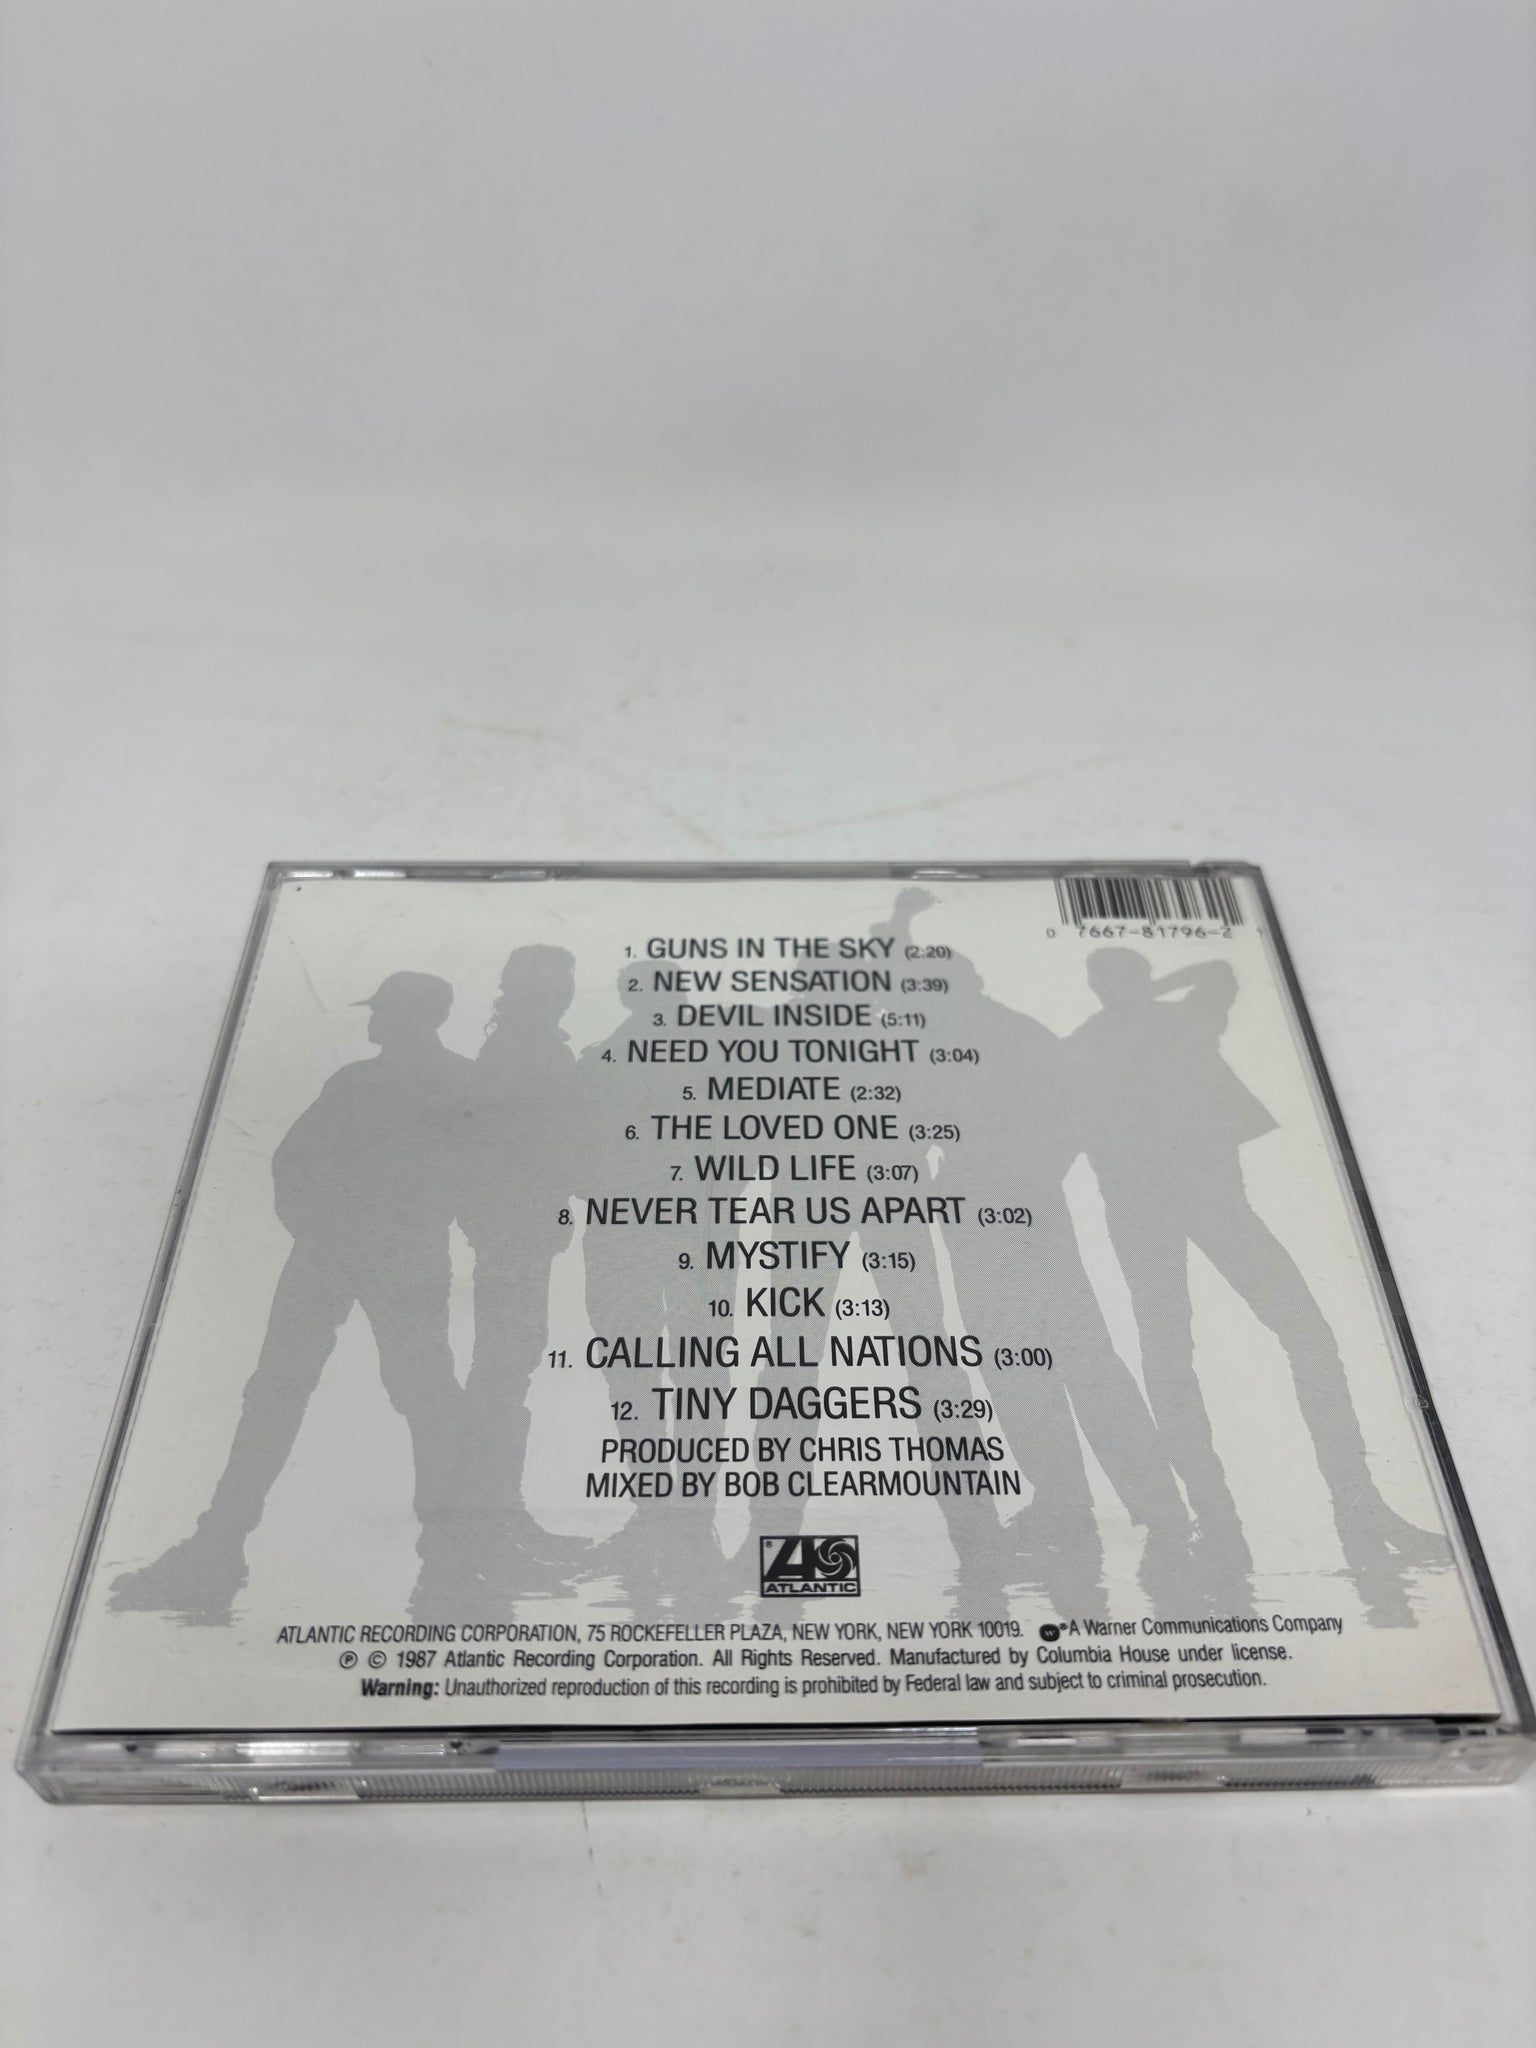 0 7667-81796-2 1
1. GUNS IN THE SKY (2:20)
2. NEW SENSATION (3:39)
3. DEVIL INSIDE (5:11)
4. NEED YOU TONIGHT (3:04)
5. MEDIATE (2:32)
6. THE LOVED ONE (3:25)
7. WILD LIFE (3:07)
8. NEVER TEAR US APART (3:02)
9. MYSTIFY (3:15)
10. KICK (3:13)
11. CALLING ALL NATIONS (3:00)
12. TINY DAGGERS (3:29)
PRODUCED BY CHRIS THOMAS
MIXED BY BOB CLEARMOUNTAIN
ATLANTIC
ATLANTIC RECORDING CORPORATION, 75 ROCKEFELLER PLAZA, NEW YORK, NEW YORK 10019. ® A Warner Communications Company
℗ © 1987 Atlantic Recording Corporation. All Rights Reserved. Manufactured by Columbia House under license.
Warning: Unauthorized reproduction of this recording is prohibited by Federal law and subject to criminal prosecution.